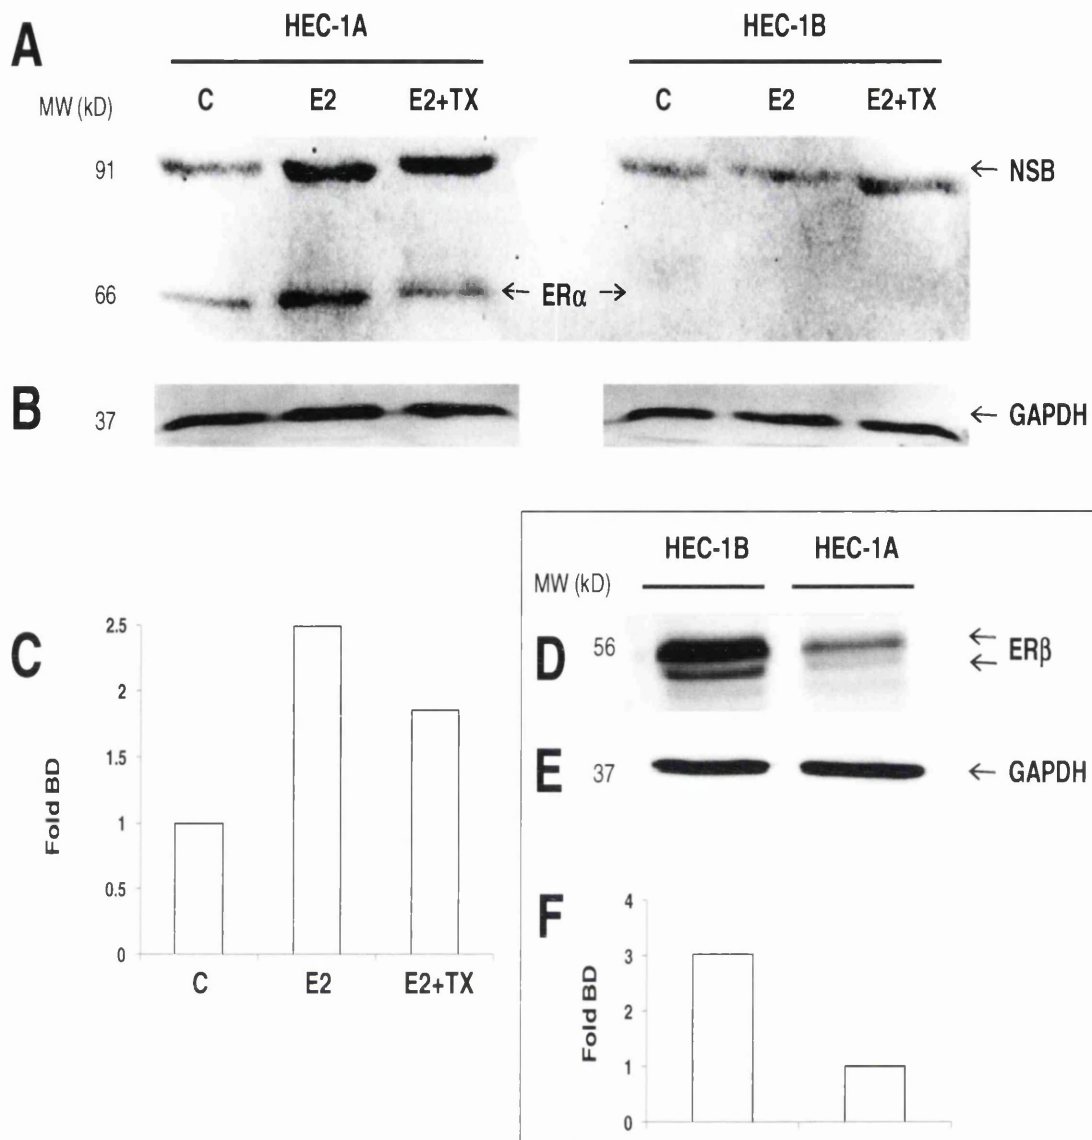 A
HEC-1A
HEC-1B
MW (kD)
C
E2
E2+TX
C
E2
E2+TX
91
← NSB
66
← ERα →
B
37
← GAPDH
C
2.5
2
1.5
1
0.5
0
Fold BD
C
E2
E2+TX
HEC-1B
HEC-1A
MW (kD)
D
56
ERβ
E
37
← GAPDH
F
4
3
2
1
0
Fold BD